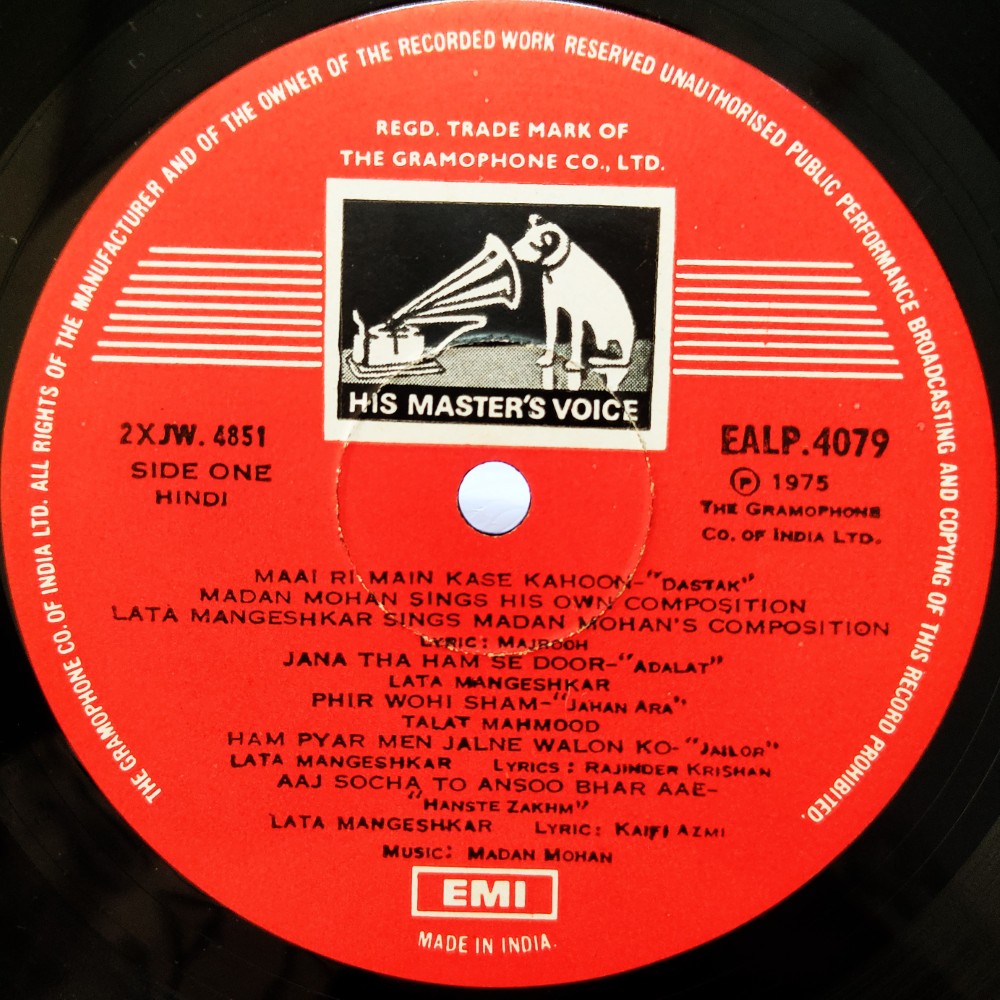 THE GRAMOPHONE CO. OF INDIA LTD. ALL RIGHTS OF THE MANUFACTURER AND OF THE OWNER OF THE RECORDED WORK RESERVED UNAUTHORISED PUBLIC PERFORMANCE BROADCASTING AND COPYING OF THIS RECORD PROHIBITED.
REGD. TRADE MARK OF
THE GRAMOPHONE CO., LTD.
HIS MASTER'S VOICE
2XJW. 4851
SIDE ONE
HINDI
EALP.4079
Ⓟ 1975
THE GRAMOPHONE
CO. OF INDIA LTD.
MAAI RI MAIN KASE KAHOON-"DASTAK"
MADAN MOHAN SINGS HIS OWN COMPOSITION
LATA MANGESHKAR SINGS MADAN MOHAN'S COMPOSITION
LYRIC: MAJROOH
JANA THA HAM SE DOOR-"ADALAT"
LATA MANGESHKAR
PHIR WOHI SHAM-"JAHAN ARA"
TALAT MAHMOOD
HAM PYAR MEN JALNE WALON KO-"JAILOR"
LATA MANGESHKAR LYRICS: RAJINDER KRISHAN
AAJ SOCHA TO ANSOO BHAR AAE-
"HANSTE ZAKHM"
LATA MANGESHKAR LYRIC: KAIFI AZMI
MUSIC: MADAN MOHAN
EMI
MADE IN INDIA.